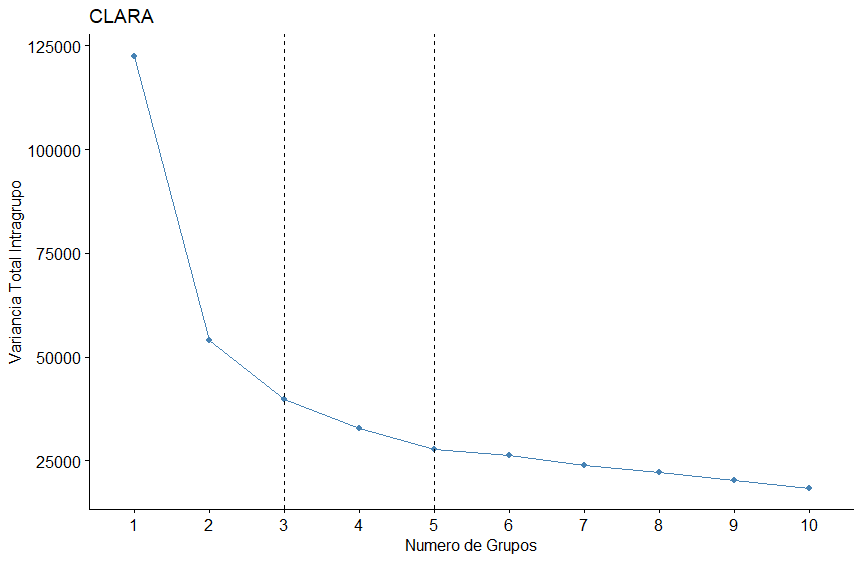 CLARA
125000
100000
75000
50000
25000
Variancia Total Intragrupo
1 2 3 4 5 6 7 8 9 10
Numero de Grupos